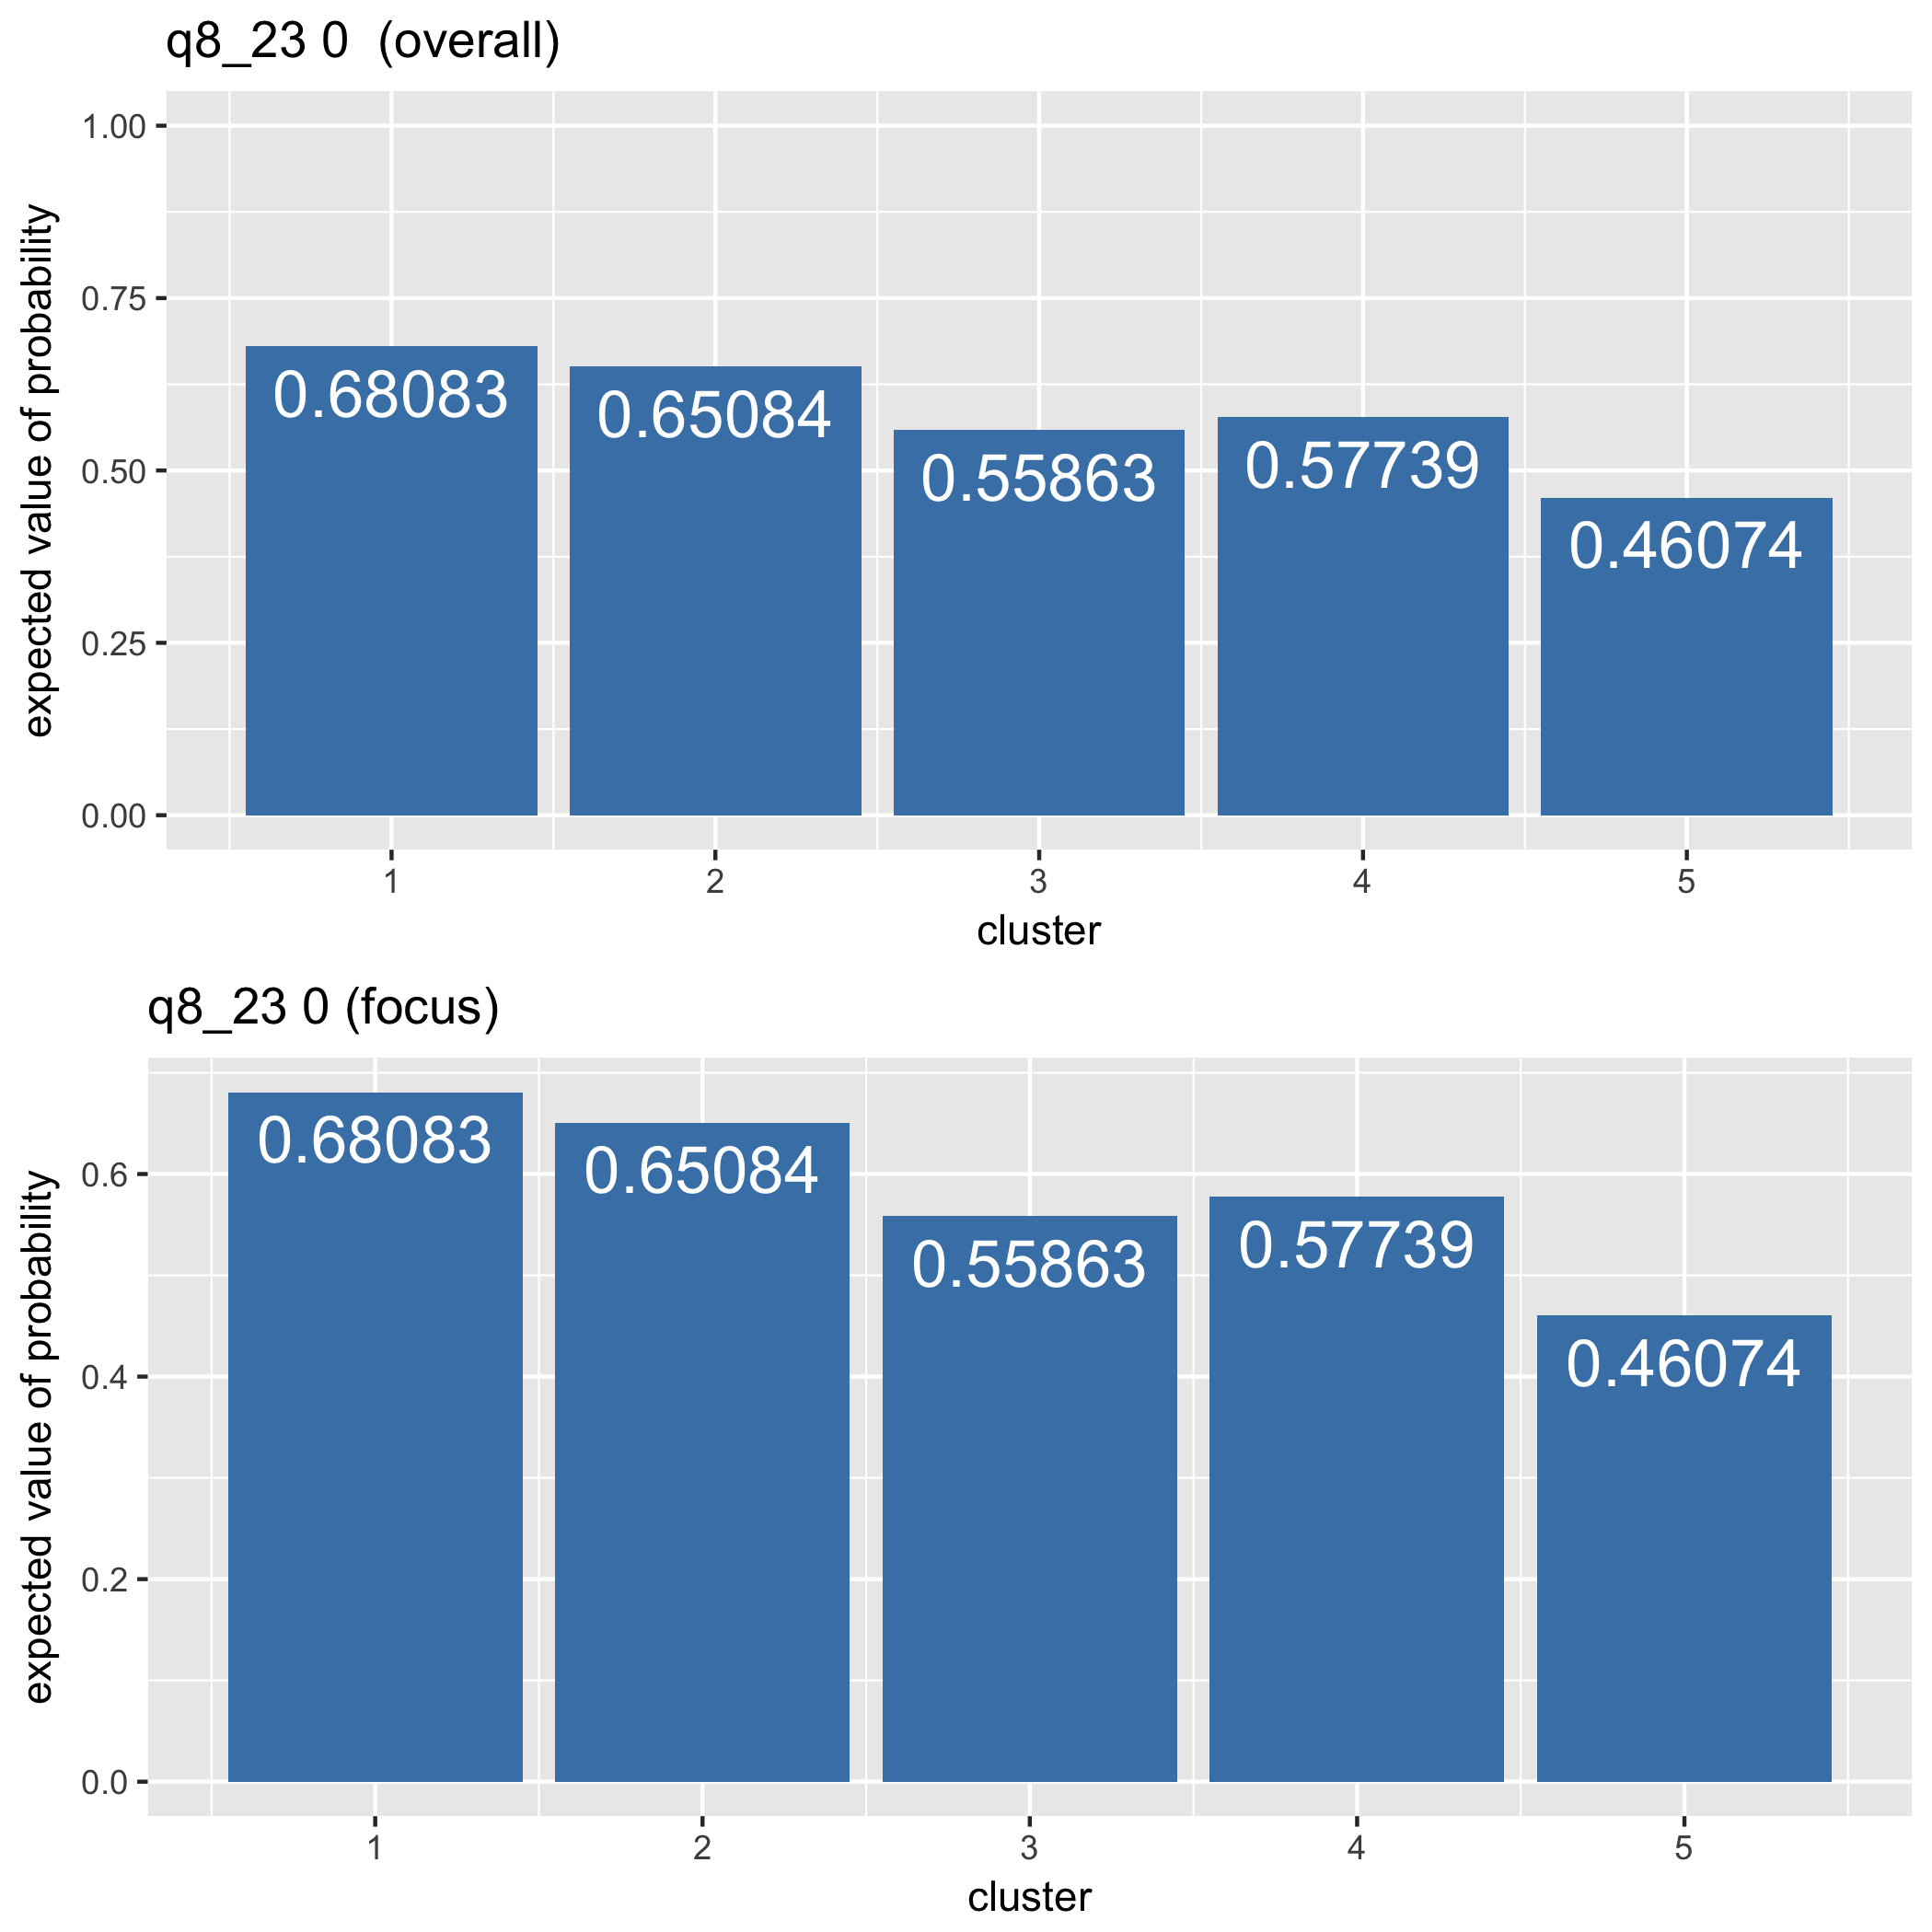 q8_23 0  (overall)
expected value of probability
1.00
0.75
0.50
0.25
0.00
0.68083
0.65084
0.55863
0.57739
0.46074
1 2 3 4 5
cluster
q8_23 0 (focus)
expected value of probability
0.6
0.4
0.2
0.0
0.68083
0.65084
0.55863
0.57739
0.46074
1 2 3 4 5
cluster